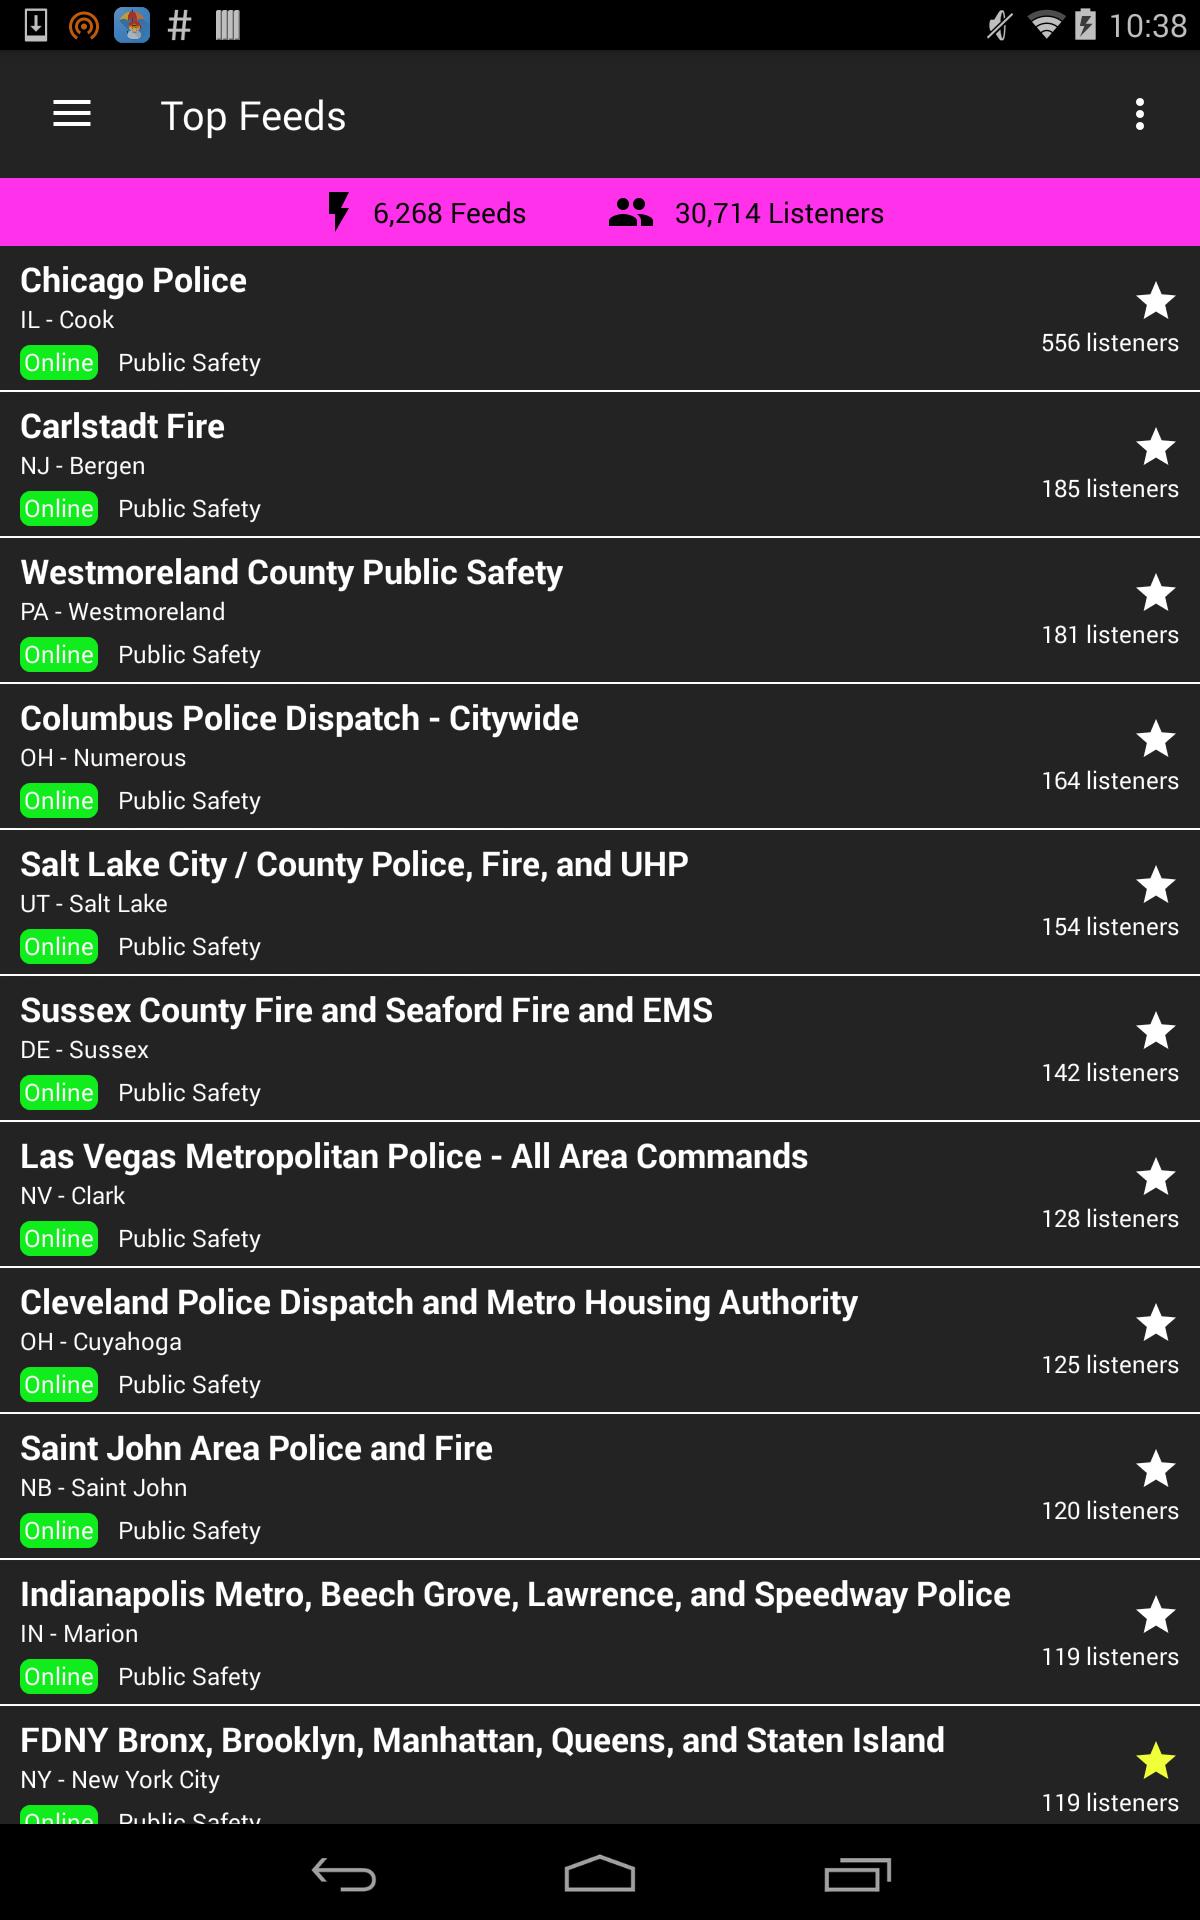 10:38
Top Feeds
6,268 Feeds 30,714 Listeners
Chicago Police
IL - Cook
556 listeners
Online Public Safety
Carlstadt Fire
NJ - Bergen
185 listeners
Online Public Safety
Westmoreland County Public Safety
PA - Westmoreland
181 listeners
Online Public Safety
Columbus Police Dispatch - Citywide
OH - Numerous
164 listeners
Online Public Safety
Salt Lake City / County Police, Fire, and UHP
UT - Salt Lake
154 listeners
Online Public Safety
Sussex County Fire and Seaford Fire and EMS
DE - Sussex
142 listeners
Online Public Safety
Las Vegas Metropolitan Police - All Area Commands
NV - Clark
128 listeners
Online Public Safety
Cleveland Police Dispatch and Metro Housing Authority
OH - Cuyahoga
125 listeners
Online Public Safety
Saint John Area Police and Fire
NB - Saint John
120 listeners
Online Public Safety
Indianapolis Metro, Beech Grove, Lawrence, and Speedway Police
IN - Marion
119 listeners
Online Public Safety
FDNY Bronx, Brooklyn, Manhattan, Queens, and Staten Island
NY - New York City
119 listeners
Online Public Safety